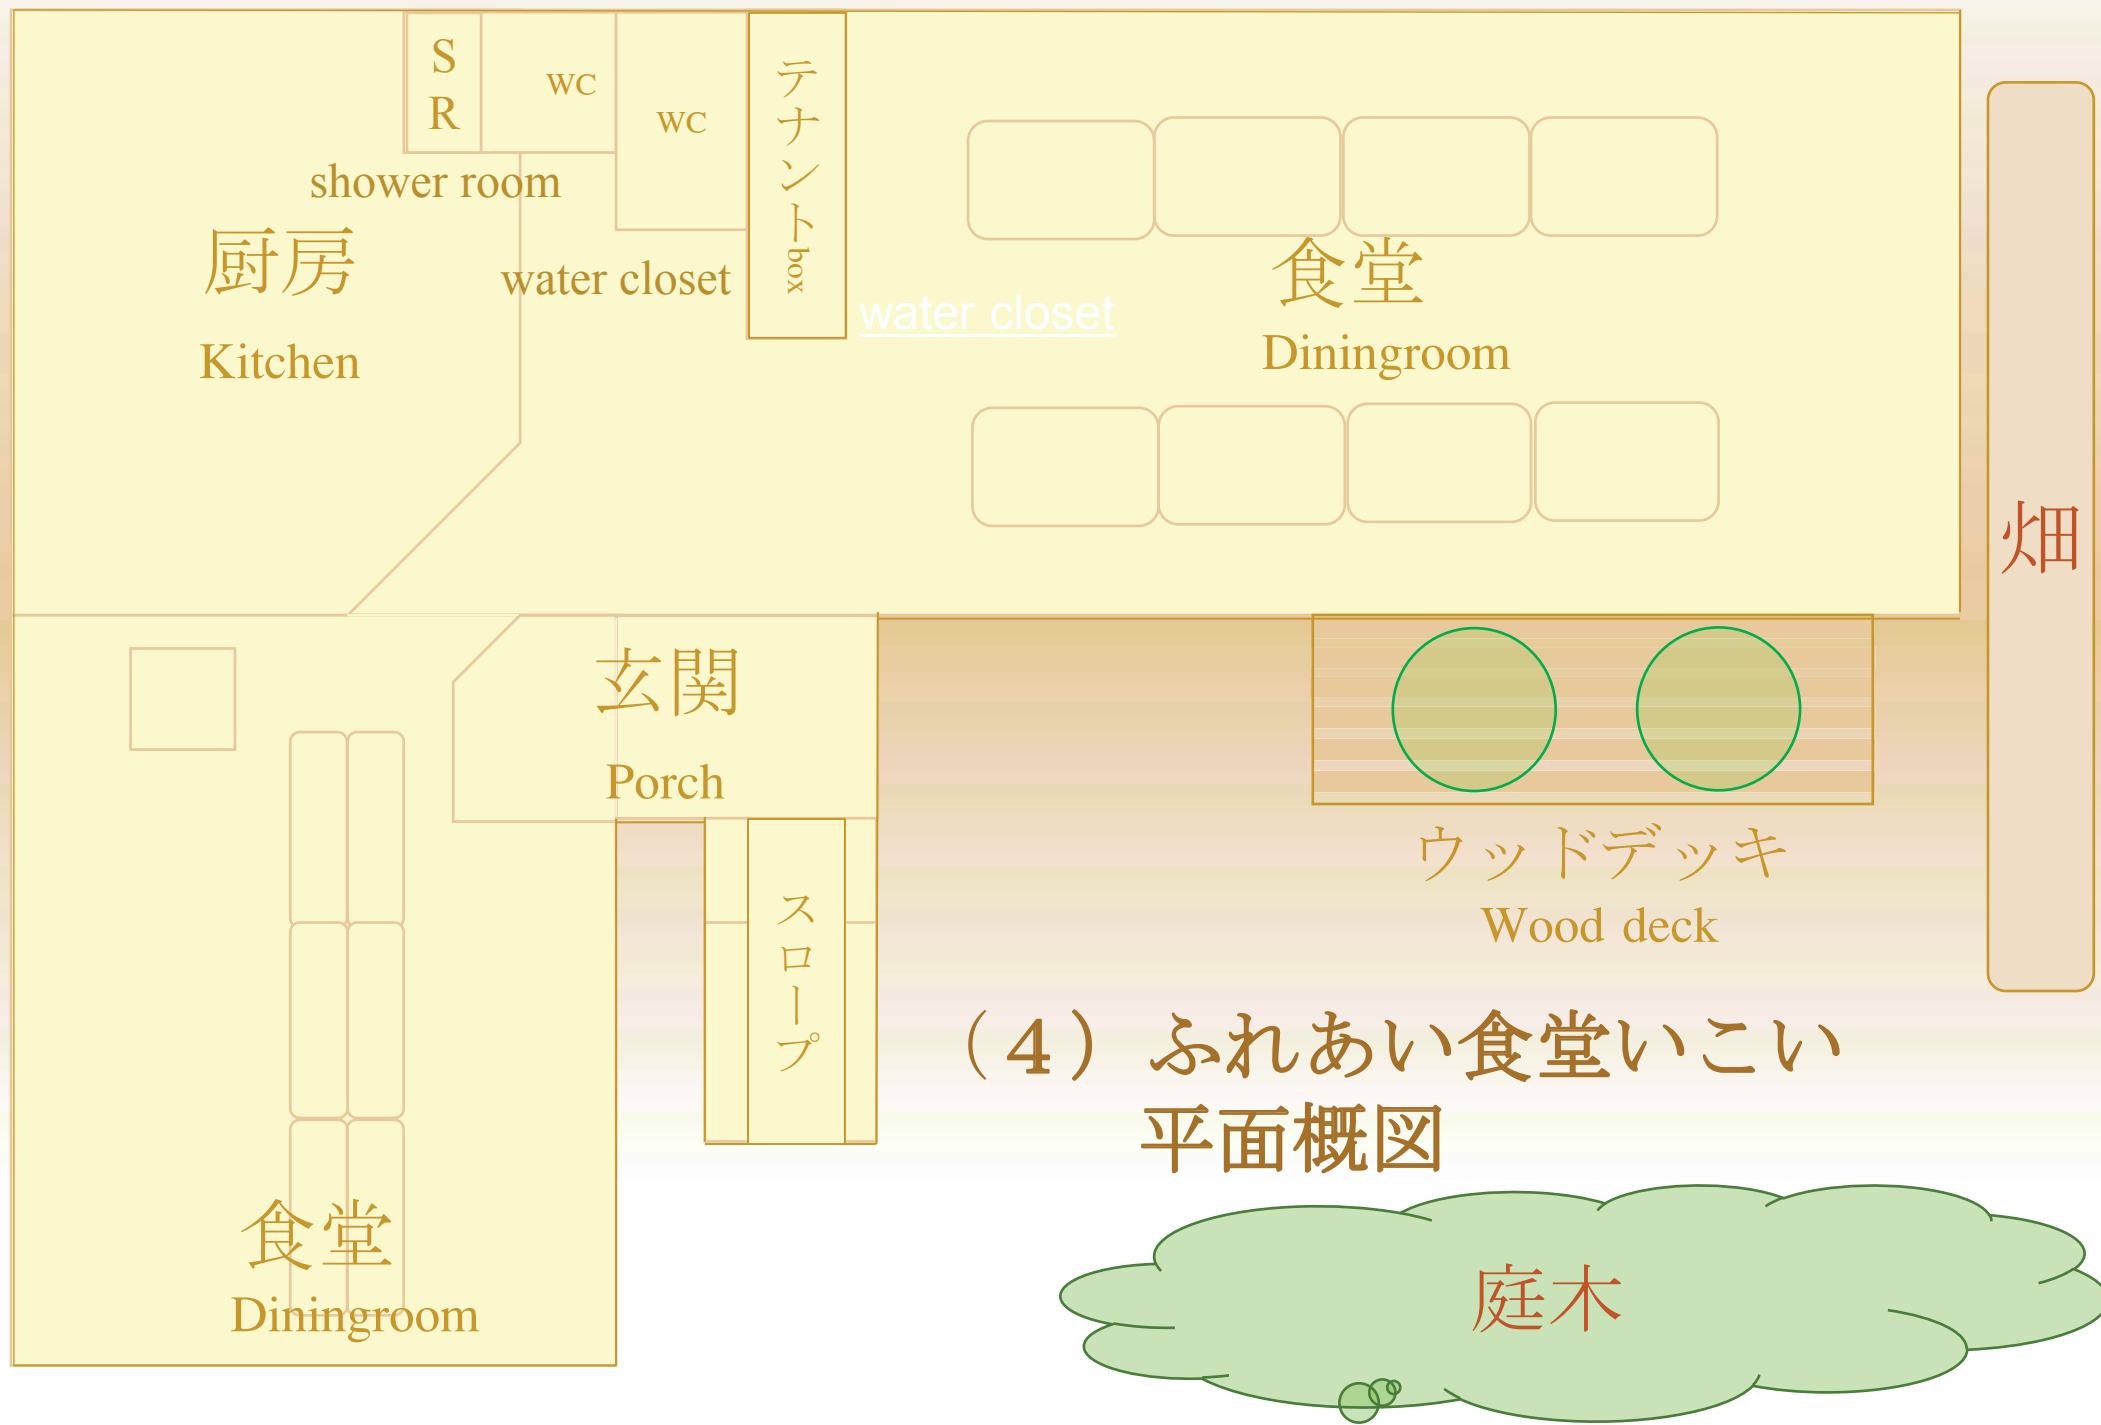 S
R
WC
WC
テナントbox
shower room
厨房
water closet
water closet
食堂
Kitchen
Diningroom
畑
玄関
Porch
ウッドデッキ
スロープ
Wood deck
（４）ふれあい食堂いこい
平面概図
食堂
Diningroom
庭木